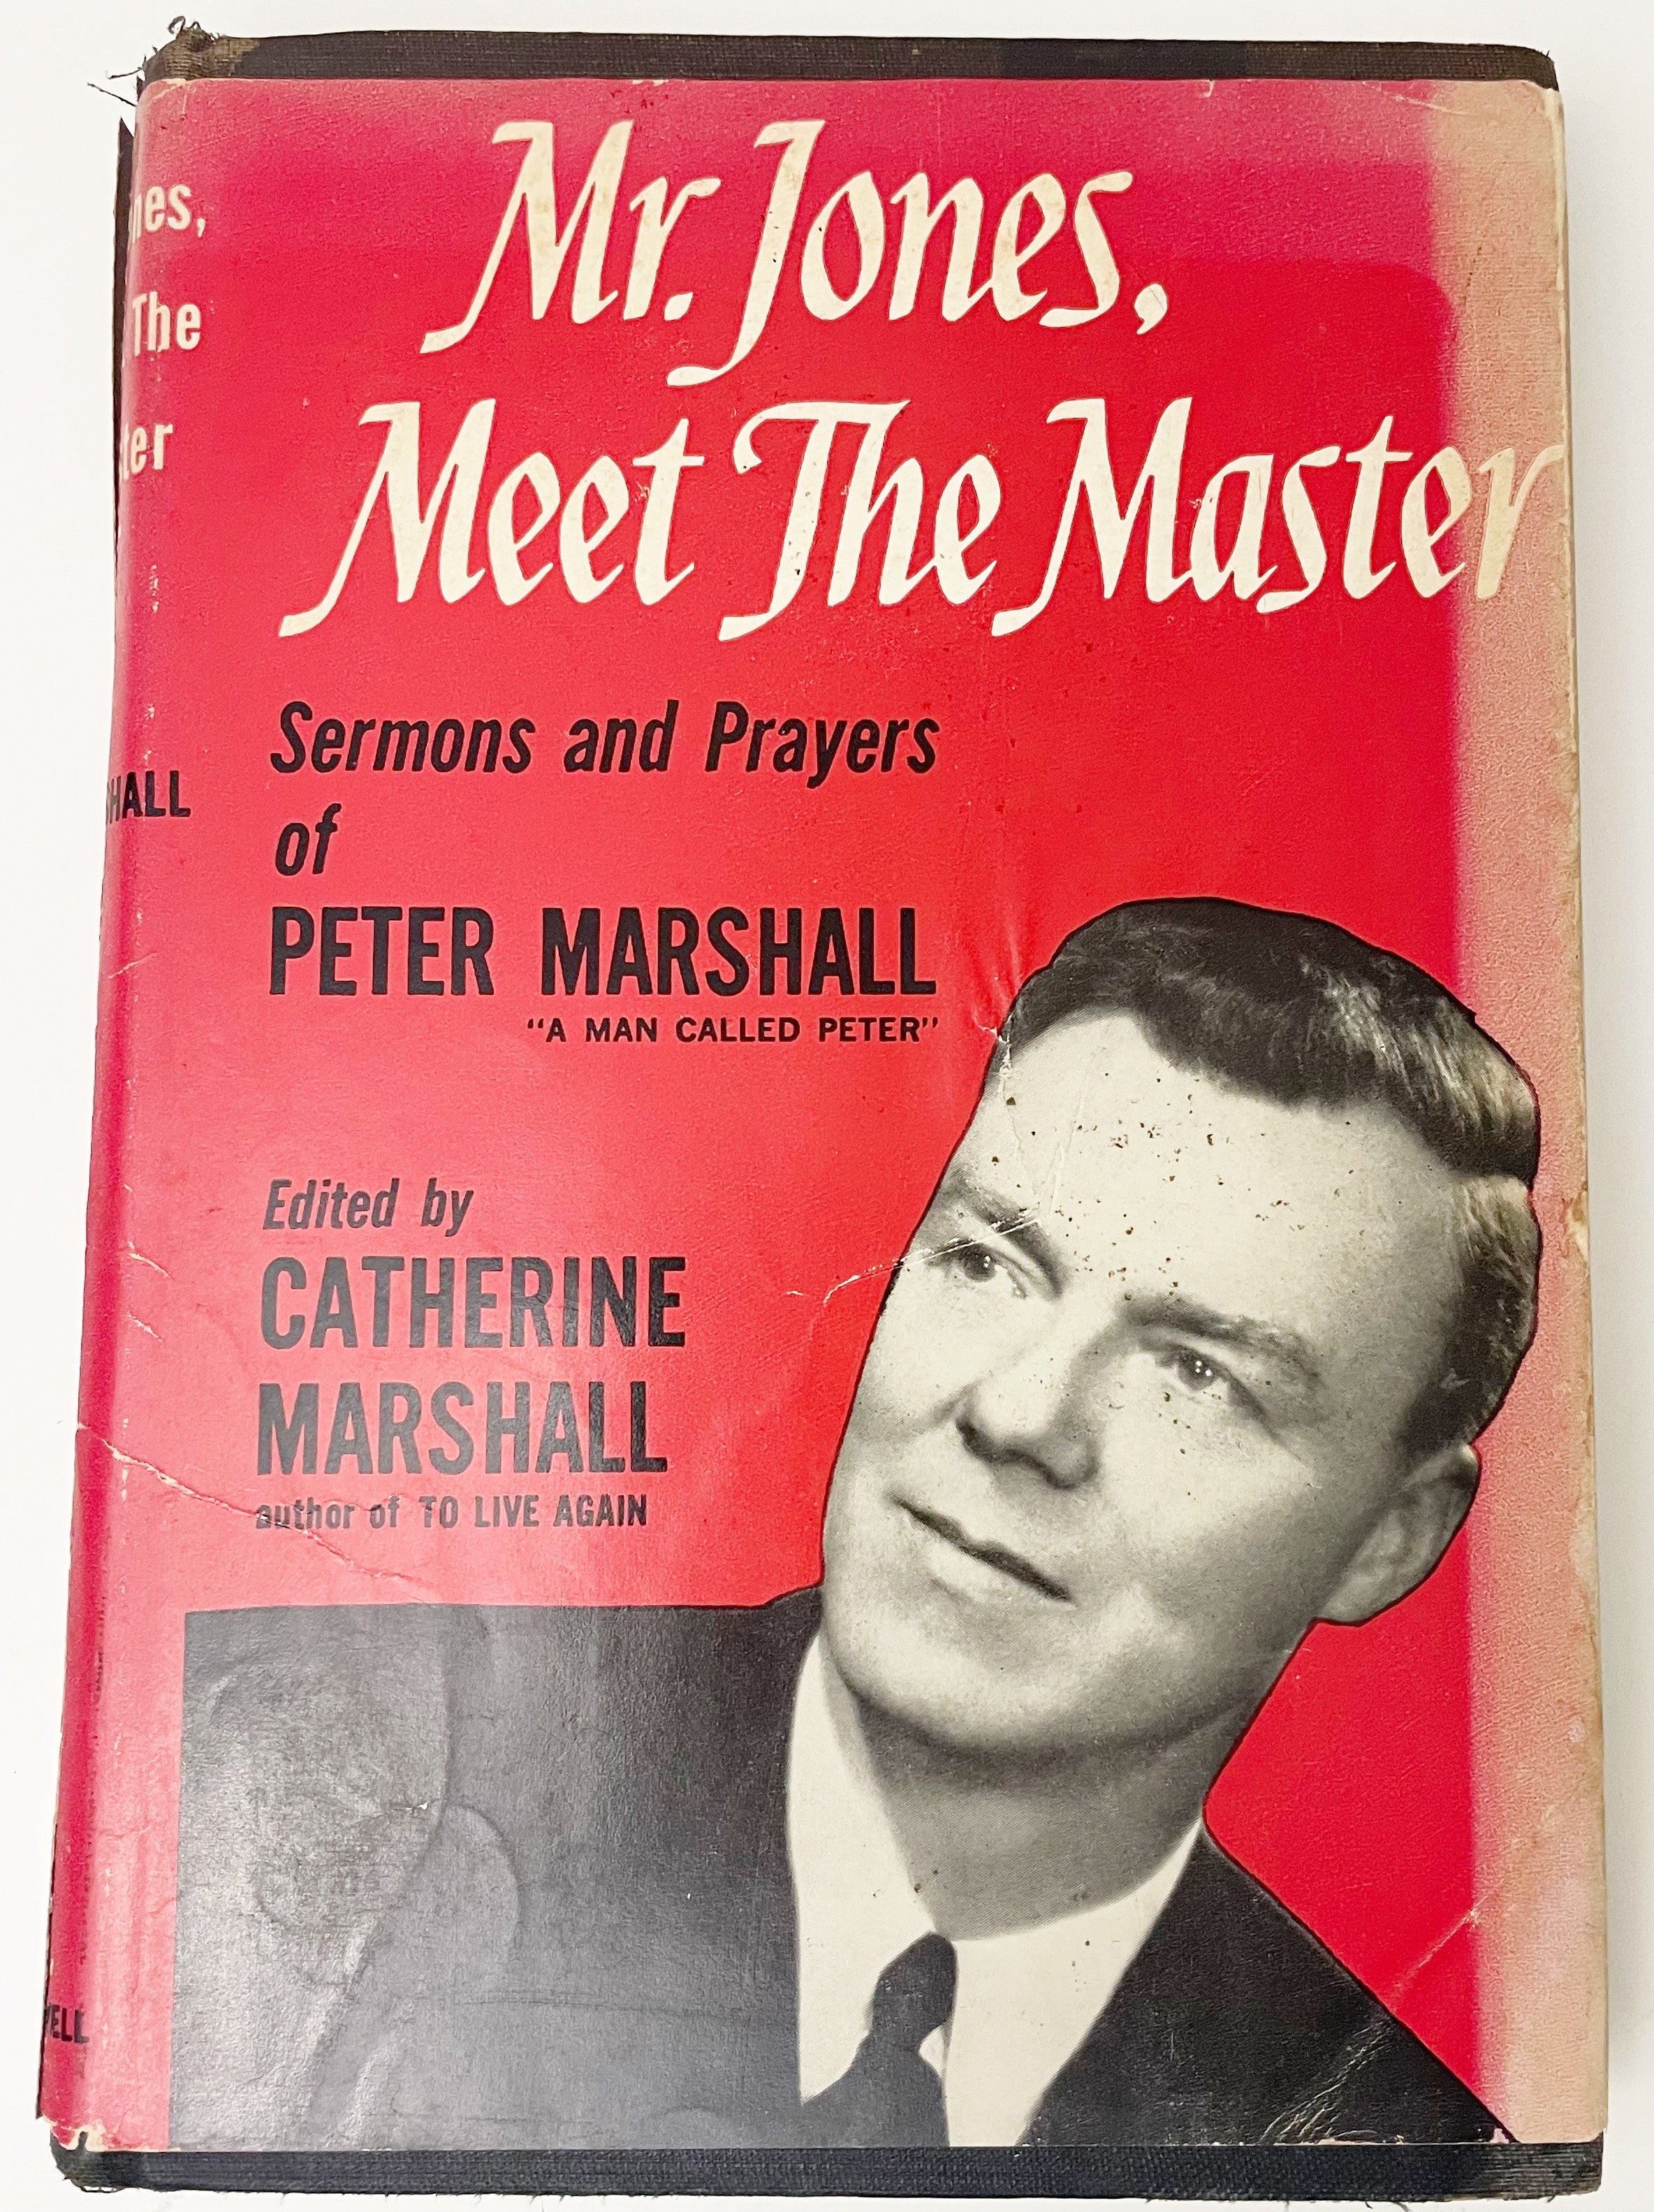 Mr. Jones,
Meet The Master
Sermons and Prayers
of
PETER MARSHALL
"A MAN CALLED PETER"
Edited by
CATHERINE
MARSHALL
author of TO LIVE AGAIN
The